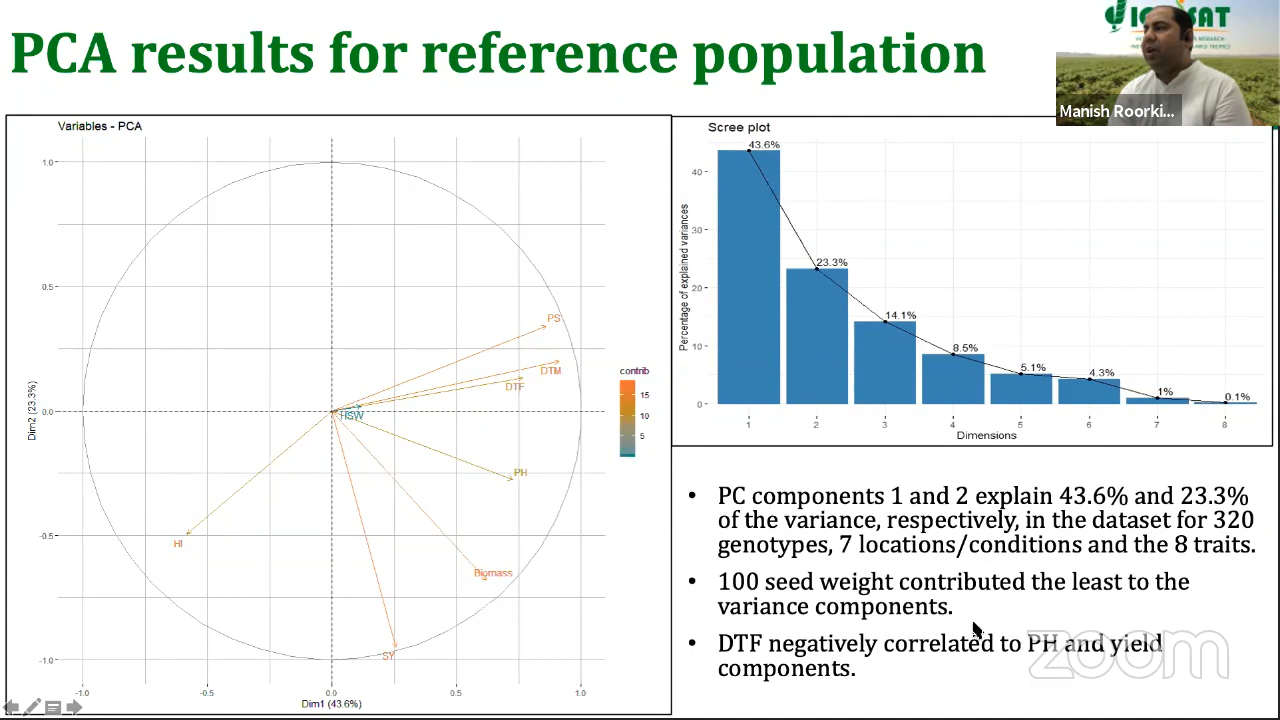 PCA results for reference population
Manish Roorki...
Variables - PCA
1.0
0.5
0.0
-0.5
-1.0
Dim2 (23.3%)
PS
DTM
DTF
HSW
PH
HI
Biomass
SY
-1.0 -0.5 0.0 0.5 1.0
Dim1 (43.6%)
contrib
15
10
5
Scree plot
Percentage of explained variances
40
30
20
10
0
43.6%
23.3%
14.1%
8.5%
5.1%
4.3%
1%
0.1%
1 2 3 4 5 6 7 8
Dimensions
• PC components 1 and 2 explain 43.6% and 23.3%
of the variance, respectively, in the dataset for 320
genotypes, 7 locations/conditions and the 8 traits.
• 100 seed weight contributed the least to the
variance components.
• DTF negatively correlated to PH and yield
components.
zoom